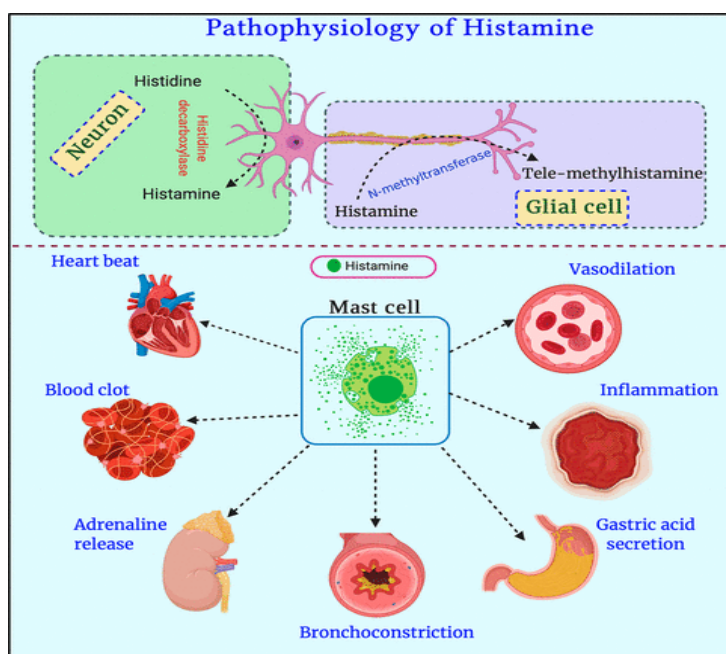 Pathophysiology of Histamine
Histidine
Neuron
Histidine
decarboxylase
Histamine
N-methyltransferase
Tele-methylhistamine
Histamine
Glial cell
Heart beat
Histamine
Vasodilation
Mast cell
Blood clot
Inflammation
Adrenaline
release
Gastric acid
secretion
Bronchoconstriction